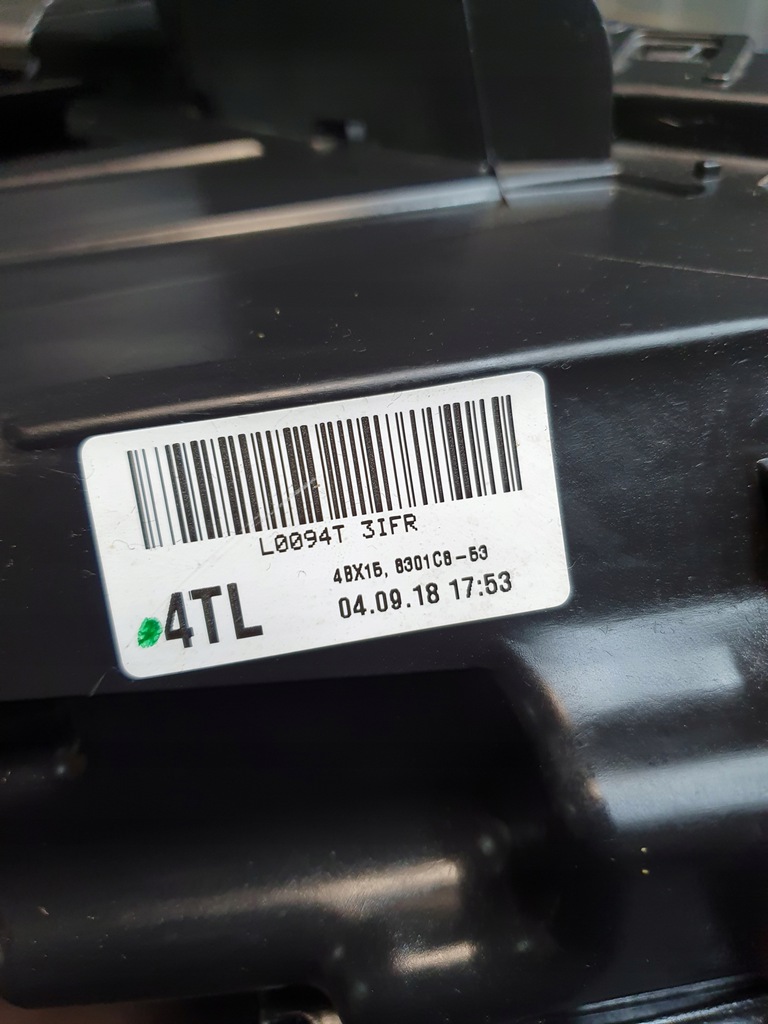 L0094T 3IFR
4BX15, 8301C8-53
4TL
04.09.18 17:53